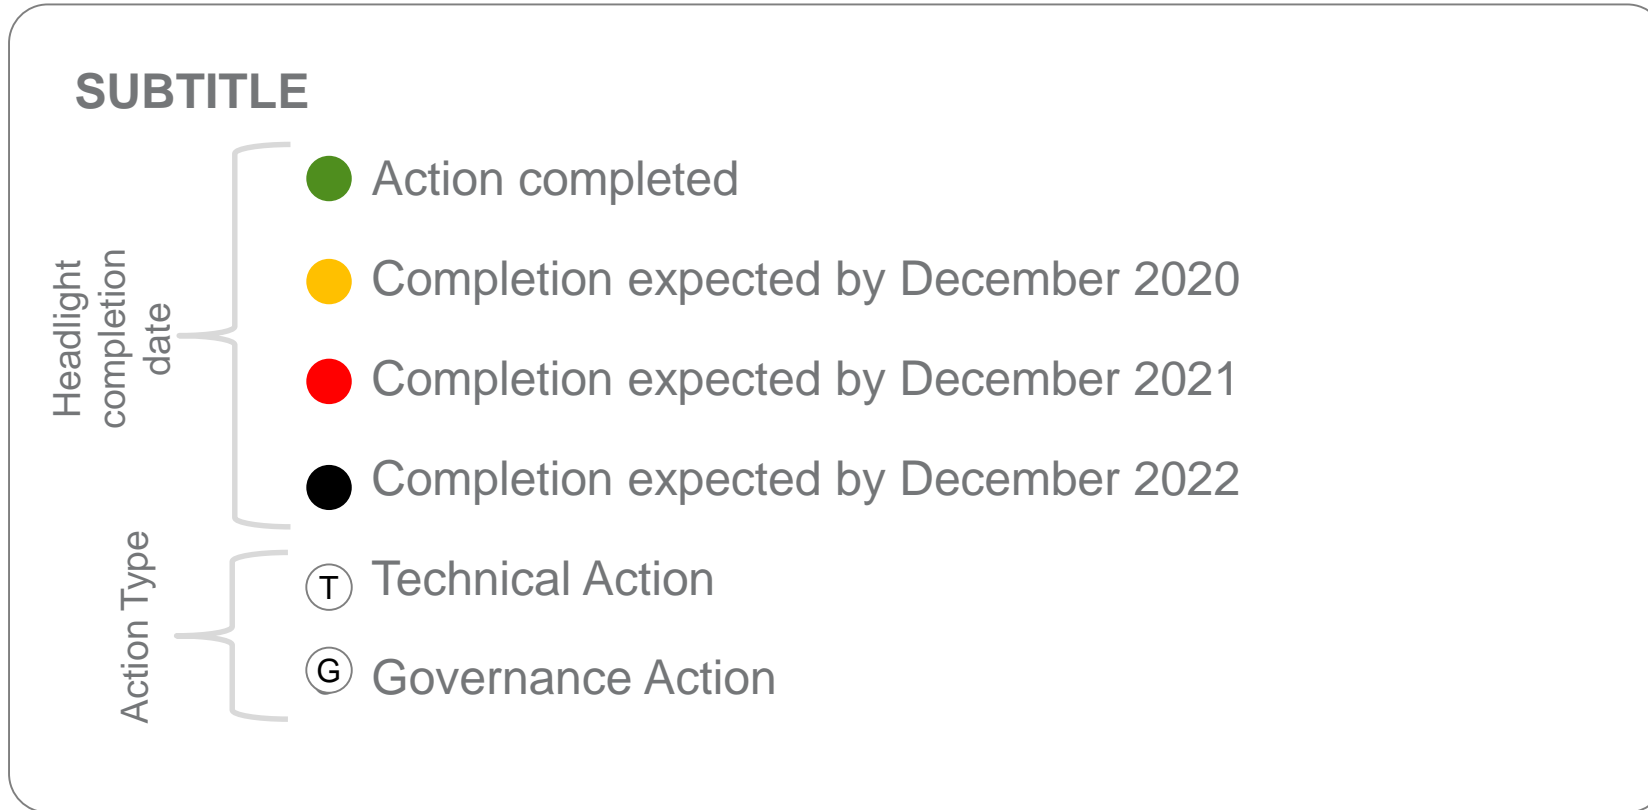 SUBTITLE
Headlight
completion
date
Action completed
Completion expected by December 2020
Completion expected by December 2021
Completion expected by December 2022
Action Type
T Technical Action
G Governance Action